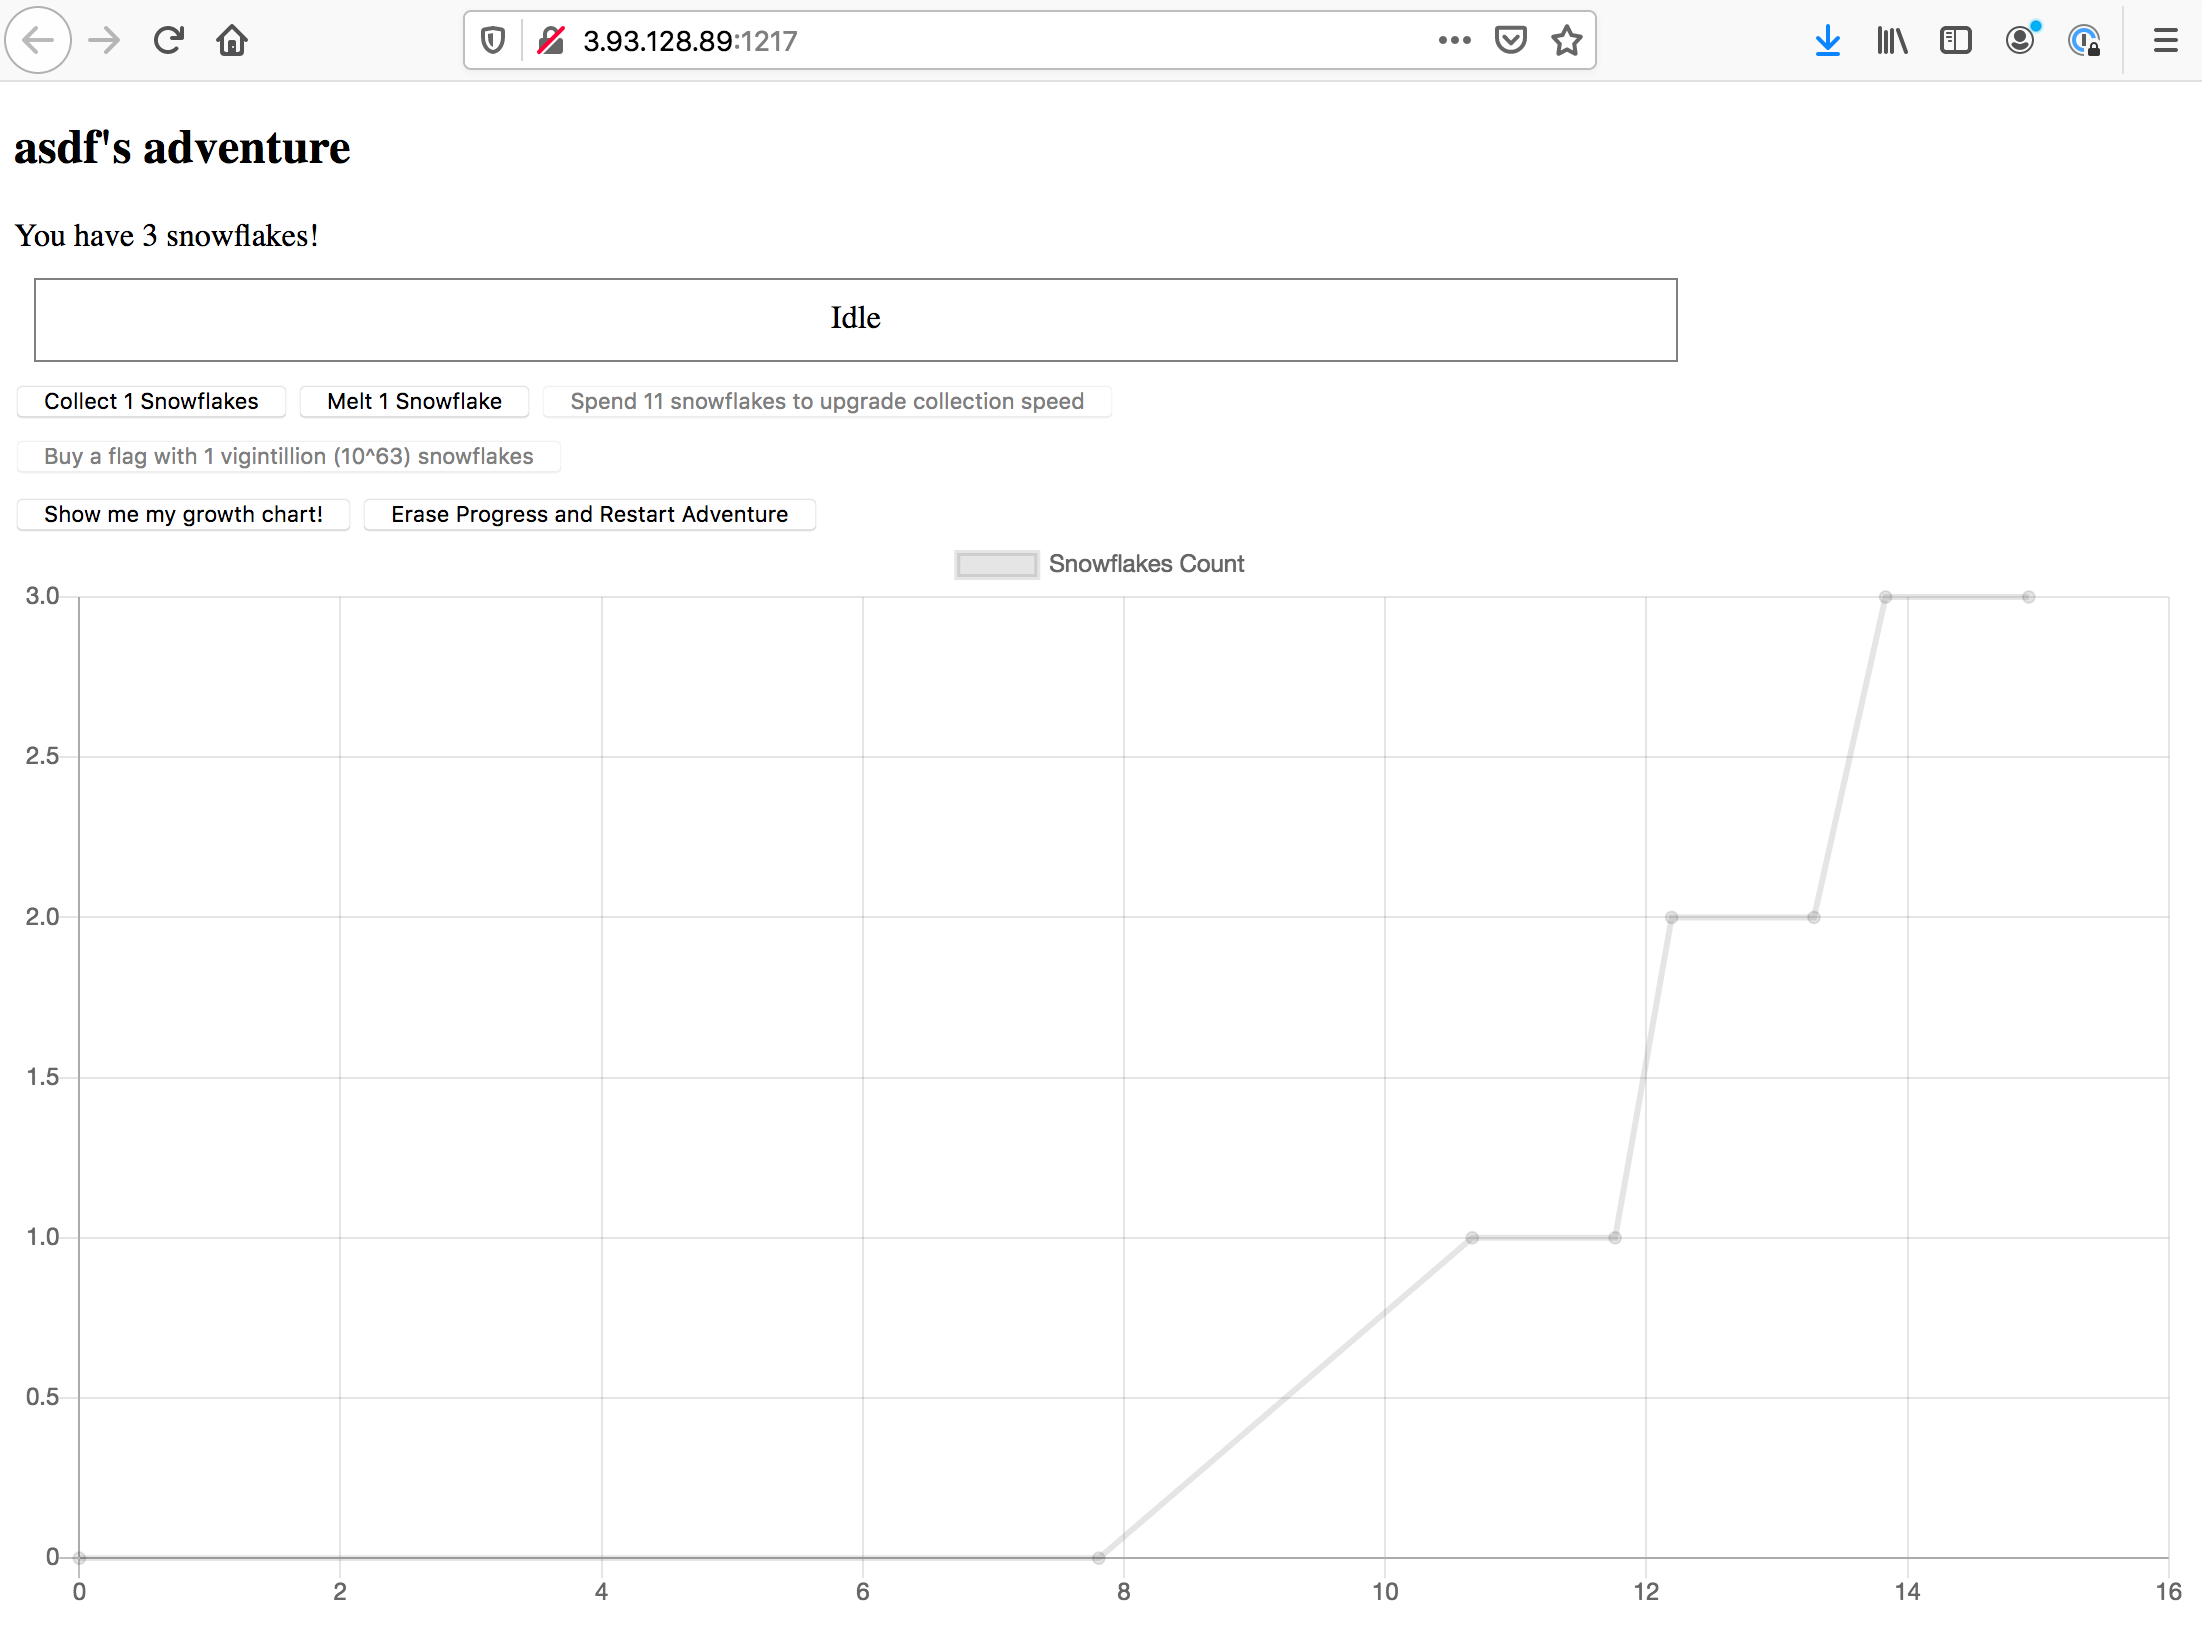 3.93.128.89:1217
asdf's adventure
You have 3 snowflakes!
Idle
Collect 1 Snowflakes Melt 1 Snowflake Spend 11 snowflakes to upgrade collection speed
Buy a flag with 1 vigintillion (10^63) snowflakes
Show me my growth chart! Erase Progress and Restart Adventure
Snowflakes Count
3.0
2.5
2.0
1.5
1.0
0.5
0
0 2 4 6 8 10 12 14 16